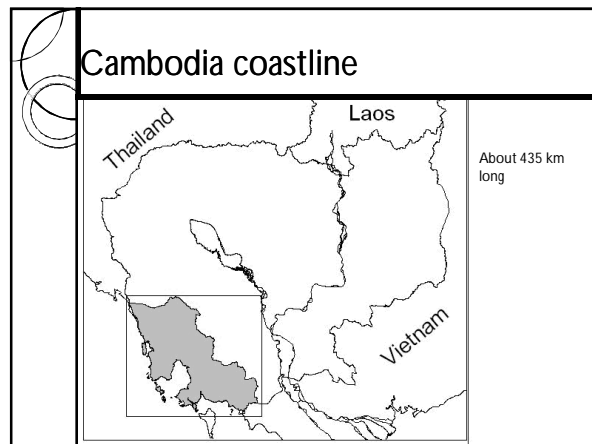 Cambodia coastline
Thailand
Laos
About 435 km
long
Vietnam